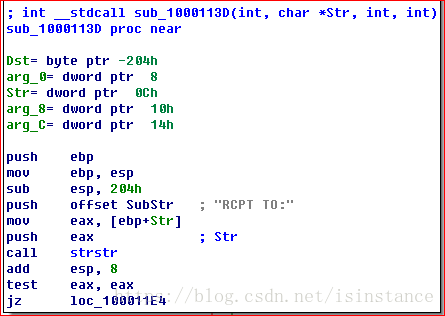 ; int __stdcall sub_1000113D(int, char *Str, int, int)
sub_1000113D proc near
Dst= byte ptr -204h
arg_0= dword ptr  8
Str= dword ptr  0Ch
arg_8= dword ptr  10h
arg_C= dword ptr  14h
push    ebp
mov     ebp, esp
sub     esp, 204h
push    offset SubStr   ; "RCPT TO:"
mov     eax, [ebp+Str]
push    eax             ; Str
call    strstr
add     esp, 8
test    eax, eax
jz      loc_100011E4
https://blog.csdn.net/isinstance